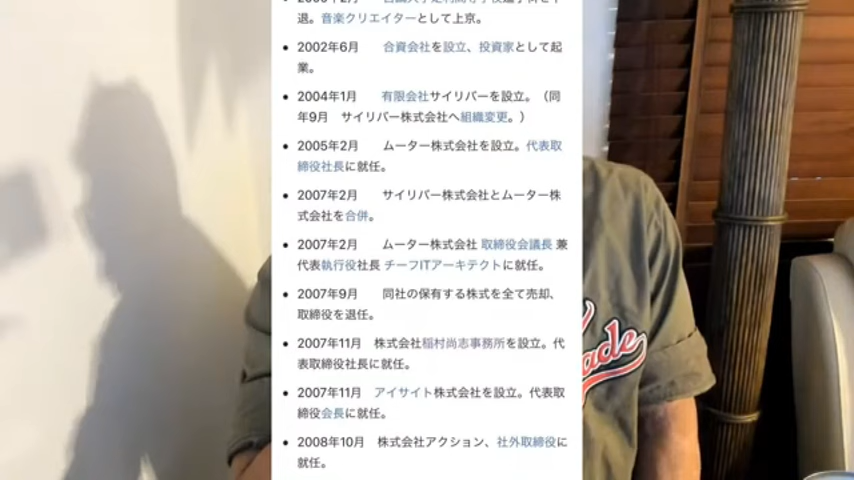 退。音楽クリエイターとして上京。
2002年6月 合資会社を設立、投資家として起
業。
2004年1月 有限会社サイリバーを設立。（同
年9月 サイリバー株式会社へ組織変更。）
2005年2月 ムーター株式会社を設立。代表取
締役社長に就任。
2007年2月 サイリバー株式会社とムーター株
式会社を合併。
2007年2月 ムーター株式会社 取締役会議長 兼
代表執行役社長 チーフITアーキテクトに就任。
2007年9月 同社の保有する株式を全て売却、
取締役を退任。
2007年11月 株式会社稲村尚志事務所を設立。代
表取締役社長に就任。
2007年11月 アイサイト株式会社を設立。代表取
締役会長に就任。
2008年10月 株式会社アクション、社外取締役に
就任。
ade